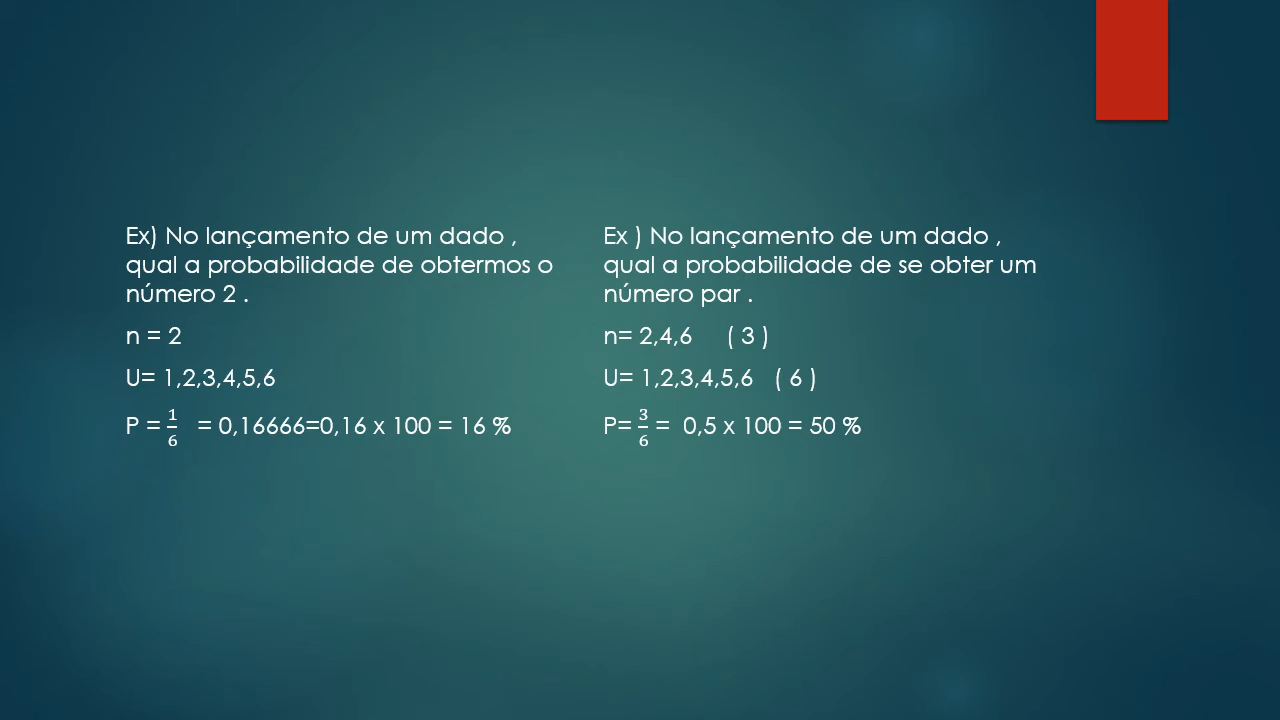 Ex) No lançamento de um dado ,
qual a probabilidade de obtermos o
número 2 .
n = 2
U= 1,2,3,4,5,6
P = 1/6 = 0,16666=0,16 x 100 = 16 %
Ex ) No lançamento de um dado ,
qual a probabilidade de se obter um
número par .
n= 2,4,6 ( 3 )
U= 1,2,3,4,5,6 ( 6 )
P= 3/6 = 0,5 x 100 = 50 %